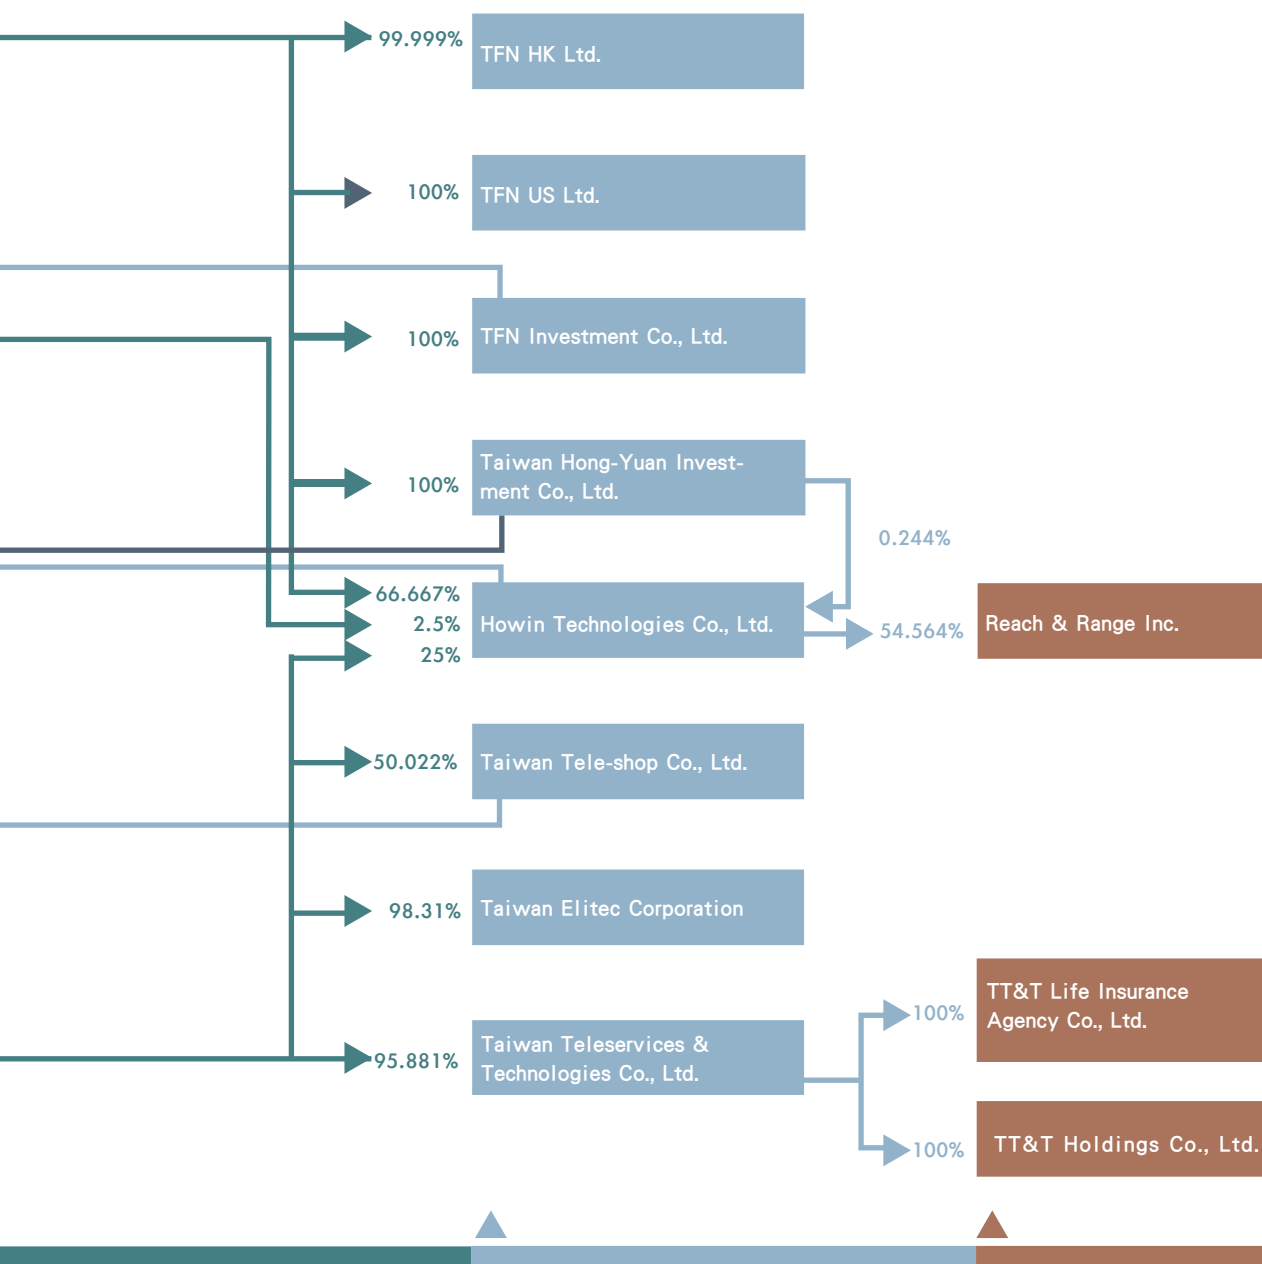 99.999%
TFN HK Ltd.
100%
TFN US Ltd.
100%
TFN Investment Co., Ltd.
100%
Taiwan Hong-Yuan Invest-
ment Co., Ltd.
0.244%
66.667%
2.5%
25%
Howin Technologies Co., Ltd.
54.564%
Reach & Range Inc.
50.022%
Taiwan Tele-shop Co., Ltd.
98.31%
Taiwan Elitec Corporation
95.881%
Taiwan Teleservices &
Technologies Co., Ltd.
100%
TT&T Life Insurance
Agency Co., Ltd.
100%
TT&T Holdings Co., Ltd.